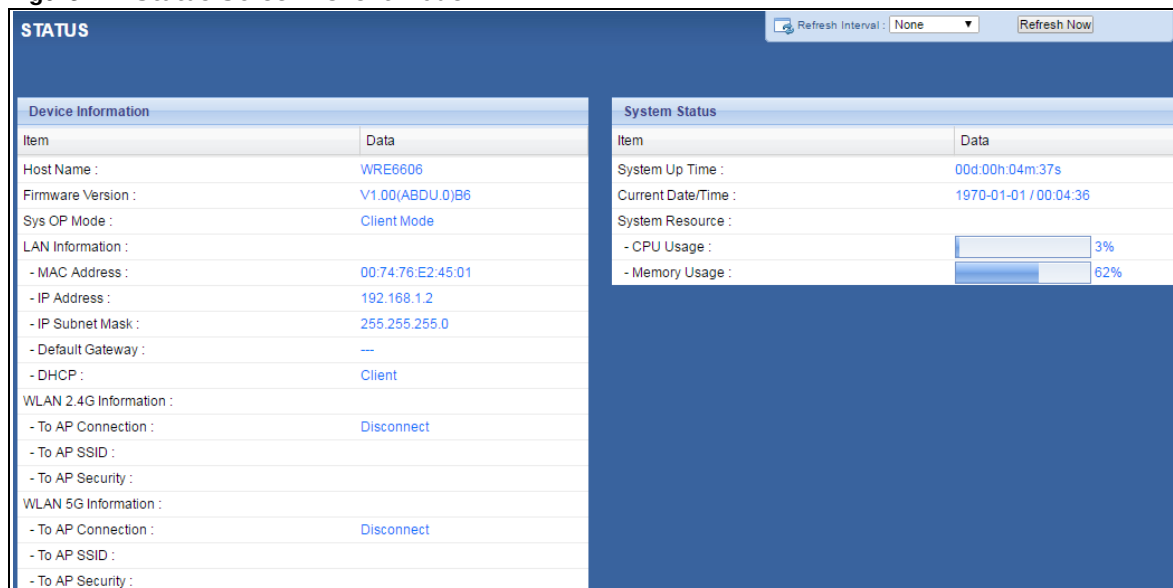 STATUS
Refresh Interval : None
Refresh Now
Device Information
Item Data
Host Name : WRE6606
Firmware Version : V1.00(ABDU.0)B6
Sys OP Mode : Client Mode
LAN Information :
- MAC Address : 00:74:76:E2:45:01
- IP Address : 192.168.1.2
- IP Subnet Mask : 255.255.255.0
- Default Gateway : ---
- DHCP : Client
WLAN 2.4G Information :
- To AP Connection : Disconnect
- To AP SSID :
- To AP Security :
WLAN 5G Information :
- To AP Connection : Disconnect
- To AP SSID :
- To AP Security :
System Status
Item Data
System Up Time : 00d:00h:04m:37s
Current Date/Time : 1970-01-01 / 00:04:36
System Resource :
- CPU Usage : 3%
- Memory Usage : 62%